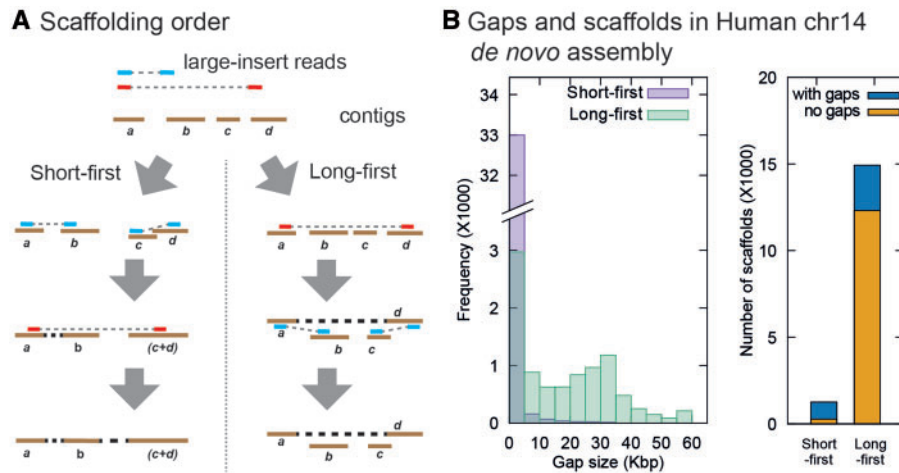 A Scaffolding order
large-insert reads
contigs
a b c d
Short-first
Long-first
a b c d
a b c d
a b (c+d)
d
a
b c
a b (c+d)
d
a
b c
B Gaps and scaffolds in Human chr14
de novo assembly
Short-first
Long-first
34
33
32
3
2
1
0
Frequency (X1000)
0 10 20 30 40 50 60
Gap size (Kbp)
with gaps
no gaps
20
15
10
5
0
Number of scaffolds (X1000)
Short Long
-first -first